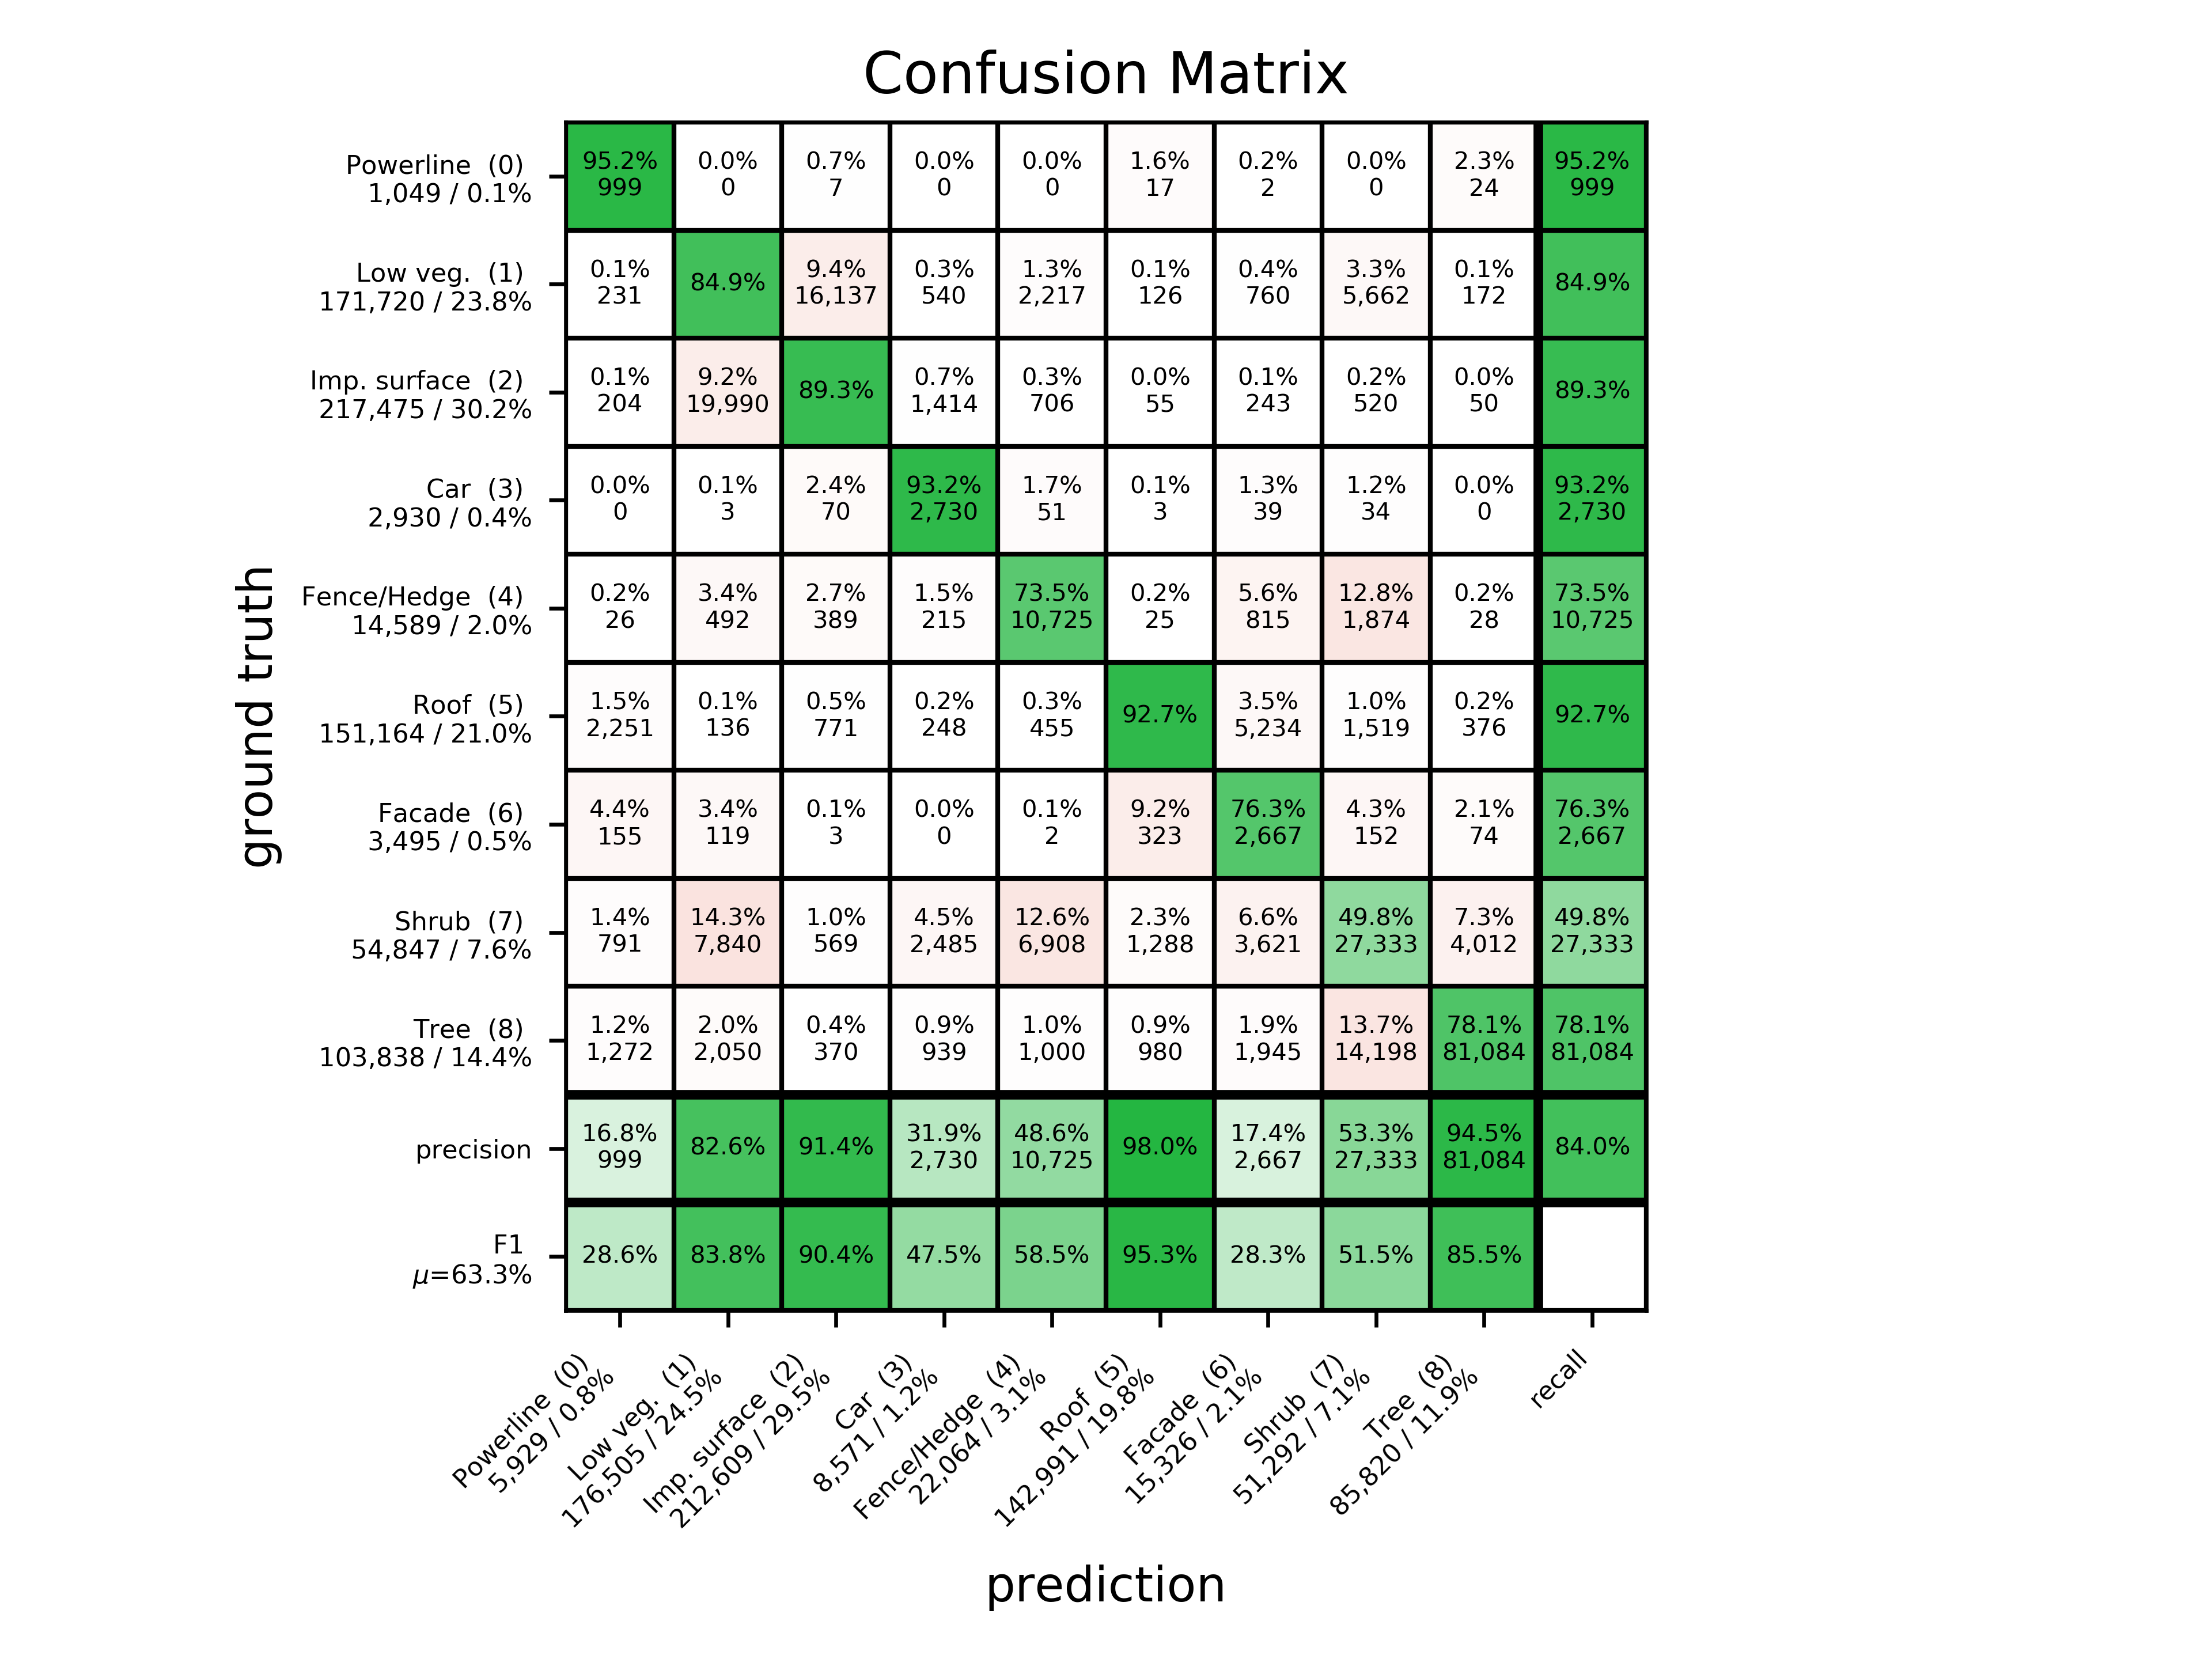 Confusion Matrix
ground truth
Powerline (0)
1,049 / 0.1%
95.2% 0.0% 0.7% 0.0% 0.0% 1.6% 0.2% 0.0% 2.3% 95.2%
999 0 7 0 0 17 2 0 24 999
Low veg. (1)
171,720 / 23.8%
0.1% 84.9% 9.4% 0.3% 1.3% 0.1% 0.4% 3.3% 0.1% 84.9%
231 16,137 540 2,217 126 760 5,662 172
Imp. surface (2)
217,475 / 30.2%
0.1% 9.2% 89.3% 0.7% 0.3% 0.0% 0.1% 0.2% 0.0% 89.3%
204 19,990 1,414 706 55 243 520 50
Car (3)
2,930 / 0.4%
0.0% 0.1% 2.4% 93.2% 1.7% 0.1% 1.3% 1.2% 0.0% 93.2%
0 3 70 2,730 51 3 39 34 0 2,730
Fence/Hedge (4)
14,589 / 2.0%
0.2% 3.4% 2.7% 1.5% 73.5% 0.2% 5.6% 12.8% 0.2% 73.5%
26 492 389 215 10,725 25 815 1,874 28 10,725
Roof (5)
151,164 / 21.0%
1.5% 0.1% 0.5% 0.2% 0.3% 92.7% 3.5% 1.0% 0.2% 92.7%
2,251 136 771 248 455 5,234 1,519 376
Facade (6)
3,495 / 0.5%
4.4% 3.4% 0.1% 0.0% 0.1% 9.2% 76.3% 4.3% 2.1% 76.3%
155 119 3 0 2 323 2,667 152 74 2,667
Shrub (7)
54,847 / 7.6%
1.4% 14.3% 1.0% 4.5% 12.6% 2.3% 6.6% 49.8% 7.3% 49.8%
791 7,840 569 2,485 6,908 1,288 3,621 27,333 4,012 27,333
Tree (8)
103,838 / 14.4%
1.2% 2.0% 0.4% 0.9% 1.0% 0.9% 1.9% 13.7% 78.1% 78.1%
1,272 2,050 370 939 1,000 980 1,945 14,198 81,084 81,084
precision
16.8% 82.6% 91.4% 31.9% 48.6% 98.0% 17.4% 53.3% 94.5% 84.0%
999 2,730 10,725 2,667 27,333 81,084
F1
μ=63.3%
28.6% 83.8% 90.4% 47.5% 58.5% 95.3% 28.3% 51.5% 85.5%
Powerline (0)
5,929 / 0.8%
Low veg. (1)
176,505 / 24.5%
Imp. surface (2)
212,609 / 29.5%
Car (3)
8,571 / 1.2%
Fence/Hedge (4)
22,064 / 3.1%
Roof (5)
142,991 / 19.8%
Facade (6)
15,326 / 2.1%
Shrub (7)
51,292 / 7.1%
Tree (8)
85,820 / 11.9%
recall
prediction